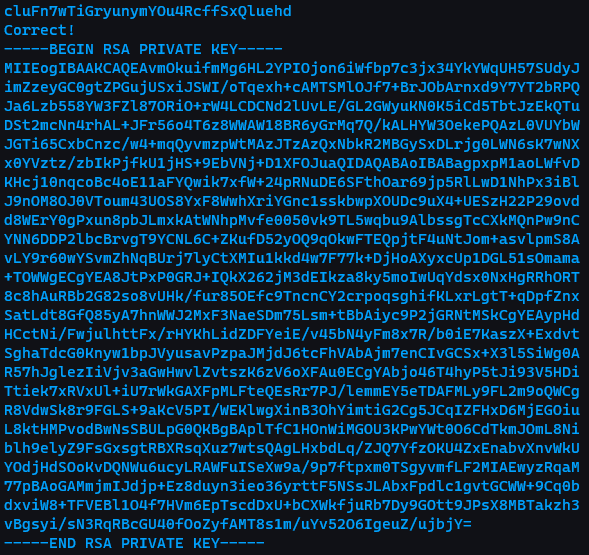 cluFn7wTiGryunymYOu4RcffSxQluehd
Correct!
-----BEGIN RSA PRIVATE KEY-----
MIIEogIBAAKCAQEAvmOkuifmMg6HL2YPIOjon6iWfbp7c3jx34YkYWqUH57SUdyJ
imZzeyGC0gtZPGujUSxiJSWI/oTqexh+cAMTSMlOJf7+BrJObArnxd9Y7YT2bRPQ
Ja6Lzb558YW3FZl87ORiO+rW4LCDCNd2lUvLE/GL2GWyuKN0K5iCd5TbtJzEkQTu
DSt2mcNn4rhAL+JFr56o4T6z8WWAW18BR6yGrMq7Q/kALHYW3OekePQAzL0VUYbW
JGTi65CxbCnzc/w4+mqQyvmzpWtMAzJTzAzQxNbkR2MBGySxDLrjg0LWN6sK7wNX
x0YVztz/zbIkPjfkU1jHS+9EbVNj+D1XFOJuaQIDAQABAoIBABagpxpM1aoLWfvD
KHcj10nqcoBc4oE11aFYQwik7xfW+24pRNuDE6SFthOar69jp5RlLwD1NhPx3iBl
J9nOM8OJ0VToum43UOS8YxF8WwhXriYGnc1sskbwpXOUDc9uX4+UESzH22P29ovd
d8WErY0gPxun8pbJLmxkAtWNhpMvfe0050vk9TL5wqbu9AlbssgTcCXkMQnPw9nC
YNN6DDP2lbcBrvgT9YCNL6C+ZKufD52yOQ9qOkwFTEQpjtF4uNtJom+asvlpmS8A
vLY9r60wYSvmZhNqBUrj7lyCtXMIu1kkd4w7F77k+DjHoAXyxcUp1DGL51sOmama
+TOWWgECgYEA8JtPxP0GRJ+IQkX262jM3dEIkza8ky5moIwUqYdsx0NxHgRRhORT
8c8hAuRBb2G82so8vUHk/fur85OEfc9TncnCY2crpoqsghifKLxrLgtT+qDpfZnx
SatLdt8GfQ85yA7hnWWJ2MxF3NaeSDm75Lsm+tBbAiyc9P2jGRNtMSkCgYEAypHd
HCctNi/FwjulhttFx/rHYKhLidZDFYeiE/v45bN4yFm8x7R/b0iE7KaszX+Exdvt
SghaTdcG0Knyw1bpJVyusavPzpaJMjdJ6tcFhVAbAjm7enCIvGCSx+X3l5SiWg0A
R57hJglezIiVjv3aGwHwvlZvtszK6zV6oXFAu0ECgYAbjo46T4hyP5tJi93V5HDi
Ttiek7xRVxUl+iU7rWkGAXFpMLFteQEsRr7PJ/lemmEY5eTDAFMLy9FL2m9oQWCg
R8VdwSk8r9FGLS+9aKcV5PI/WEKlwgXinB3OhYimtiG2Cg5JCqIZFHxD6MjEGOiu
L8ktHMPvodBwNsSBULpG0QKBgBAplTfC1HOnWiMGOU3KPwYWt0O6CdTkmJOmL8Ni
blh9elyZ9FsGxsgtRBXRsqXuz7wtsQAgLHxbdLq/ZJQ7YfzOKU4ZxEnabvXnvWkU
YOdjHdSOoKvDQNWu6ucyLRAWFuISeXw9a/9p7ftpxm0TSgyvmfLF2MIAEwyzRqaM
77pBAoGAMmjmIJdjp+Ez8duyn3ieo36yrttF5NSsJLAbxFpdlc1gvtGCWW+9Cq0b
dxviW8+TFVEBl1O4f7HVm6EpTscdDxU+bCXWkfjuRb7Dy9GOtt9JPsX8MBTakzh3
vBgsyi/sN3RqRBcGU40fOoZyfAMT8s1m/uYv52O6IgeuZ/ujbjY=
-----END RSA PRIVATE KEY-----